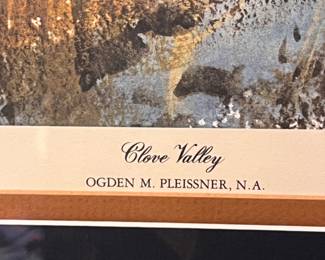 Clove Valley
OGDEN M. PLEISSNER, N.A.